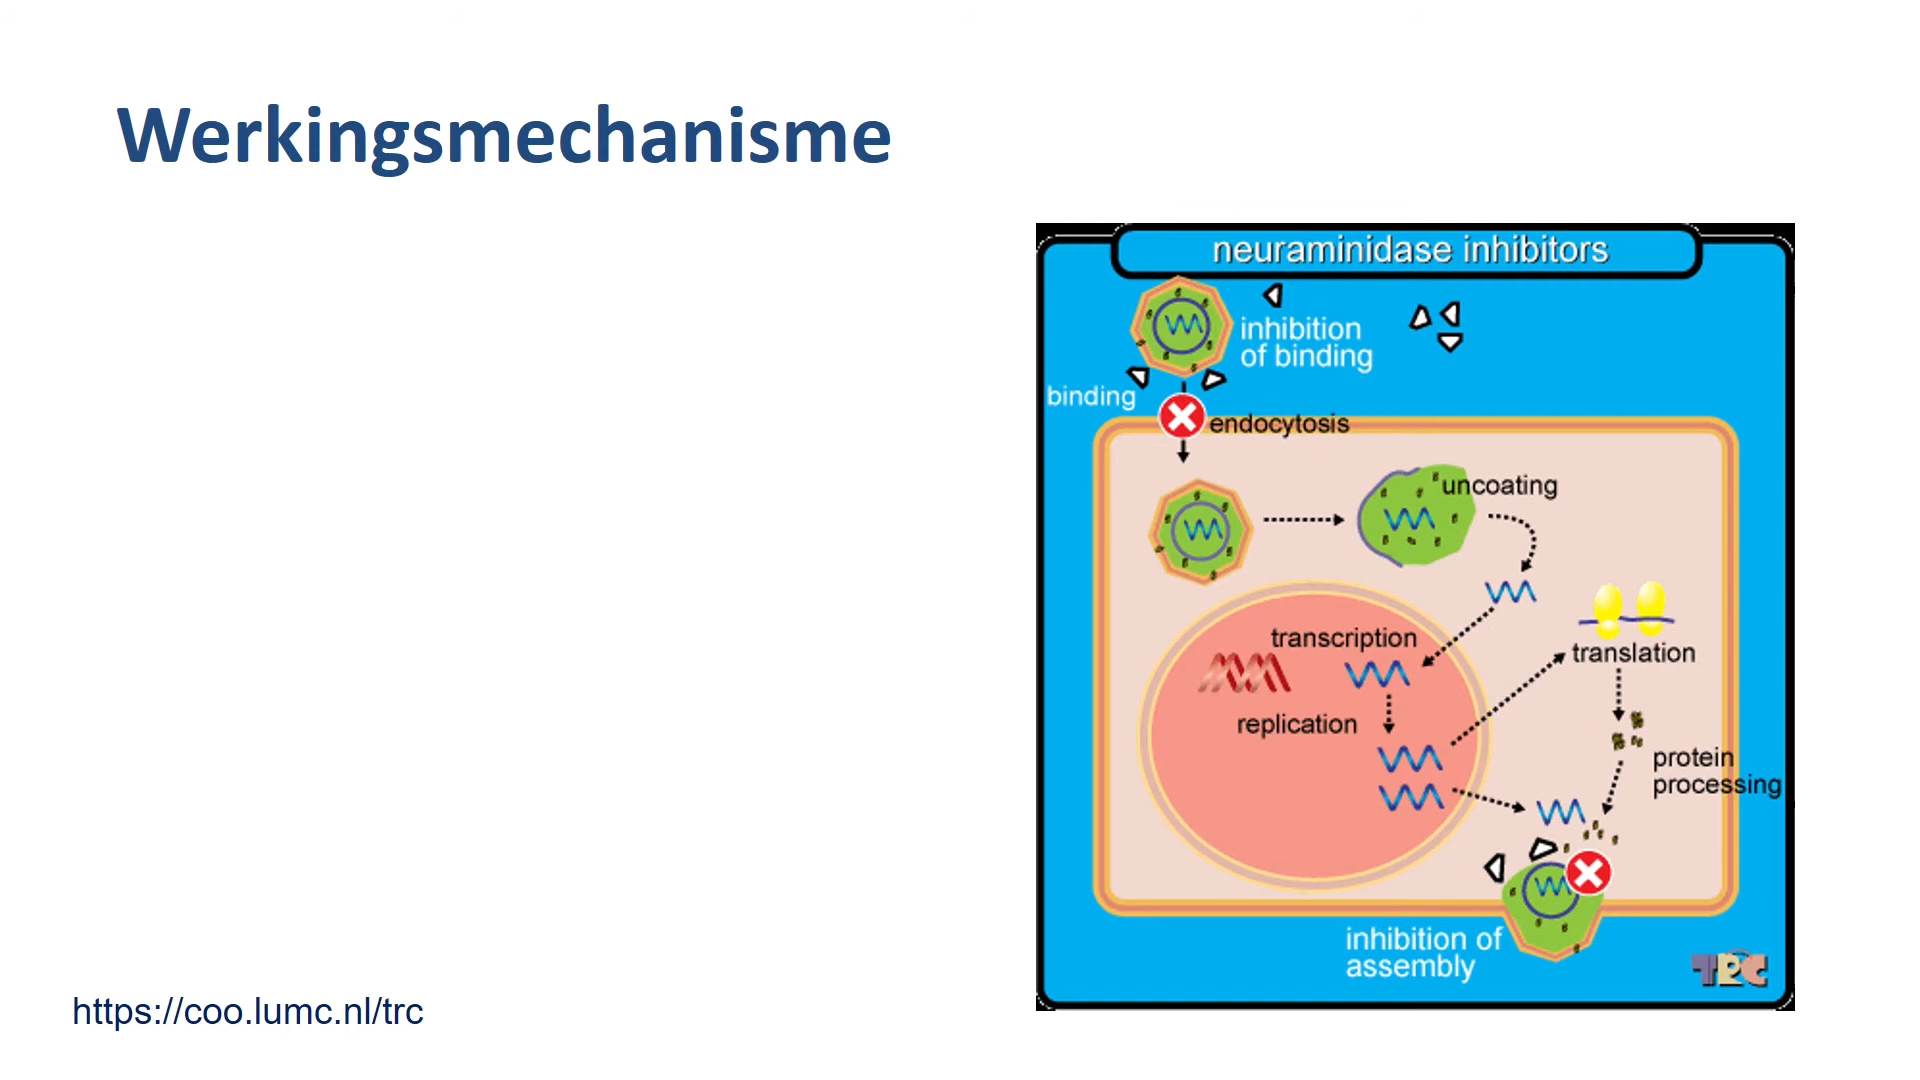 Werkingsmechanisme
neuraminidase inhibitors
inhibition
of binding
binding
endocytosis
uncoating
transcription
translation
replication
protein
processing
inhibition of
assembly
TRC
https://coo.lumc.nl/trc